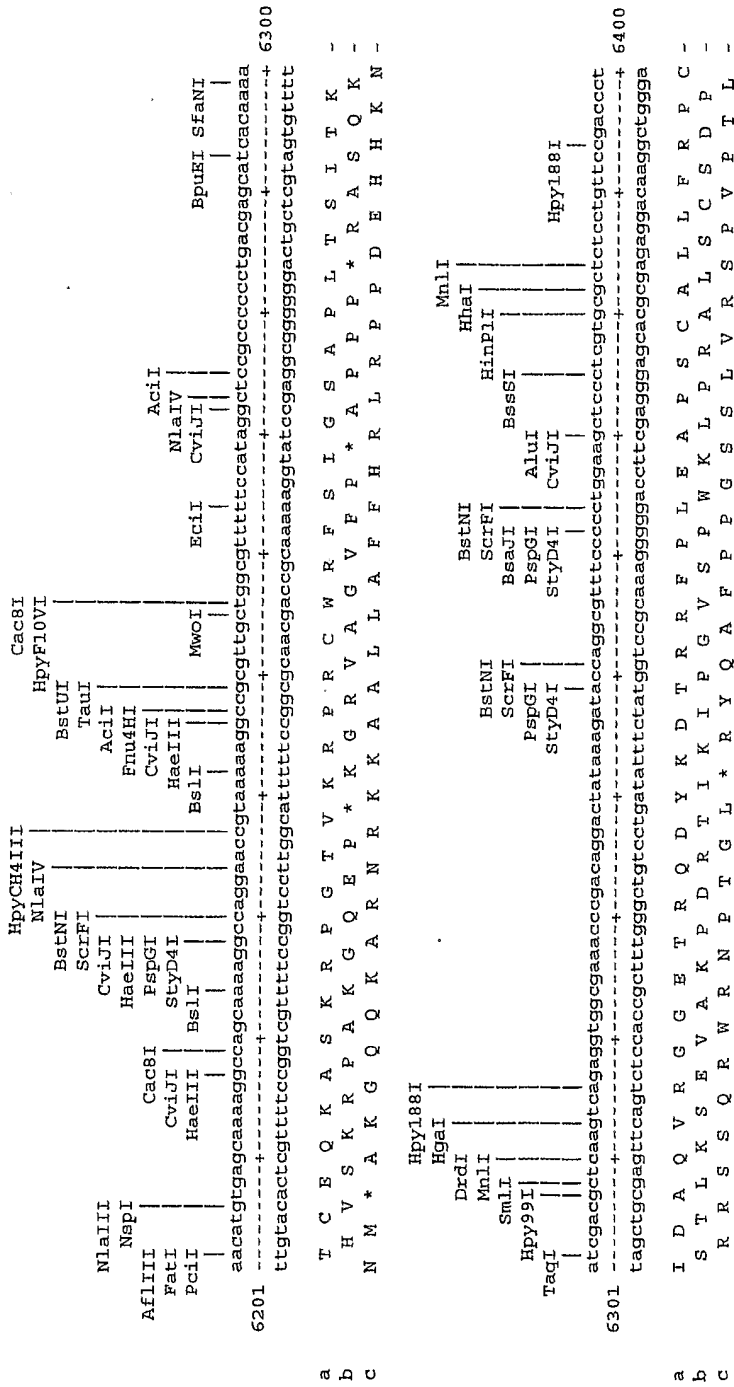 HpyCH4III Cac8I
NlaIV HpyF10VI
BstNI BstUI
ScrFI TauI
NlaIII CviJI AciI
NspI HaeIII Fnu4HI
AflIII Cac8I PspGI CviJI AciI
FatI CviJI StyD4I HaeIII NlaIV
PciI HaeIII BslI BslI MwoI EciI CviJI BpuEI SfaNI
aacatgtgagcaaaaggccagcaaaaggccaggaaccgtaaaaaggccgcgttgctggcgtttttccataggctccgcccccctgacgagcatcacaaaa
6201 ---------+---------+---------+---------+---------+---------+---------+---------+---------+---------+ 6300
ttgtacactcgttttccggtcgttttccggtccttggcatttttccggcgcaacgaccgcaaaaaggtatccgaggcggggggactgctcgtagtgtttt
a T C E Q K A S K R P G T V K R P R C W R F S I G S A P L T S I T K -
b H V S K R P A K G Q E P * K G R V A G V F P * A P P P * R A S Q K -
c N M * A K G Q Q K A R N R K K A A L L A F F H R L R P P D E H H K N -
Hpy188I
HgaI MnlI
DrdI BstNI HhaI
MnlI BstNI ScrFI HinP1I
SmlI ScrFI BsaJI BssSI
Hpy99I PspGI PspGI AluI
TaqI StyD4I StyD4I CviJI Hpy188I
atcgacgctcaagtcagaggtggcgaaacccgacaggactataaagataccaggcgtttccccctggaagctccctcgtgcgctctcctgttccgaccct
6301 ---------+---------+---------+---------+---------+---------+---------+---------+---------+---------+ 6400
tagctgcgagttcagtctccaccgctttgggctgtcctgatatttctatggtccgcaaagggggaccttcgagggagcacgcgagaggacaaggctggga
a I D A Q V R G G E T R Q D Y K D T R R F P L E A P S C A L L F R P C -
b S T L K S E V A K P D R T I K I P G V S P W K L P R A L S C S D P -
c R R S S Q R W R N P T G L * R Y Q A F P P G S S L V R S P V P T L -